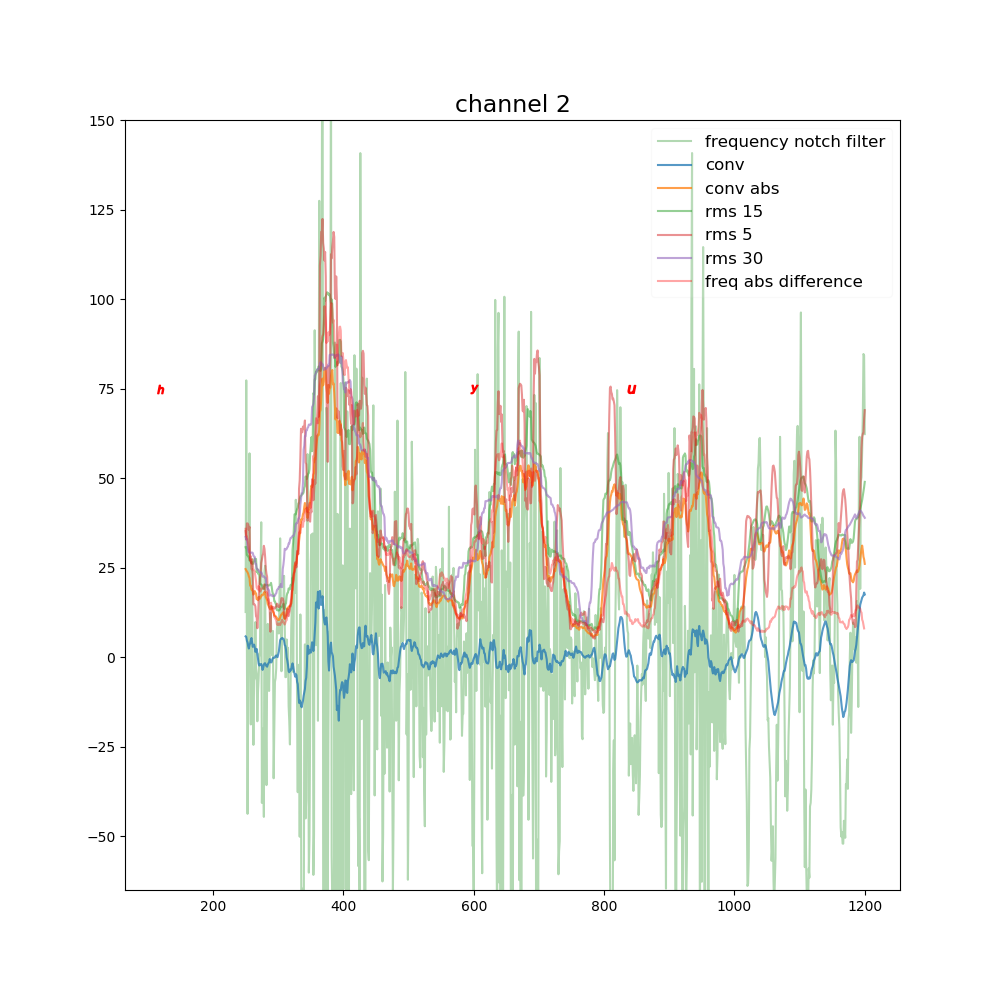 channel 2
150
125
100
75
50
25
0
−25
−50
frequency notch filter
conv
conv abs
rms 15
rms 5
rms 30
freq abs difference
h y u
200 400 600 800 1000 1200